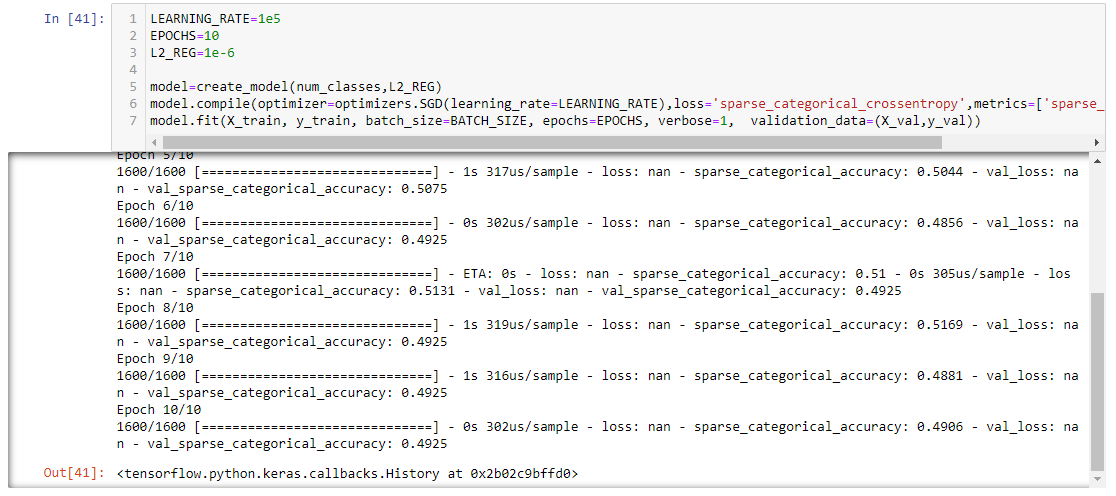 In [41]:
1 LEARNING_RATE=1e5
2 EPOCHS=10
3 L2_REG=1e-6
4
5 model=create_model(num_classes,L2_REG)
6 model.compile(optimizer=optimizers.SGD(learning_rate=LEARNING_RATE),loss='sparse_categorical_crossentropy',metrics=['sparse_
7 model.fit(X_train, y_train, batch_size=BATCH_SIZE, epochs=EPOCHS, verbose=1,  validation_data=(X_val,y_val))
Epoch 5/10
1600/1600 [==============================] - 1s 317us/sample - loss: nan - sparse_categorical_accuracy: 0.5044 - val_loss: na
n - val_sparse_categorical_accuracy: 0.5075
Epoch 6/10
1600/1600 [==============================] - 0s 302us/sample - loss: nan - sparse_categorical_accuracy: 0.4856 - val_loss: na
n - val_sparse_categorical_accuracy: 0.4925
Epoch 7/10
1600/1600 [==============================] - ETA: 0s - loss: nan - sparse_categorical_accuracy: 0.51 - 0s 305us/sample - los
s: nan - sparse_categorical_accuracy: 0.5131 - val_loss: nan - val_sparse_categorical_accuracy: 0.4925
Epoch 8/10
1600/1600 [==============================] - 1s 319us/sample - loss: nan - sparse_categorical_accuracy: 0.5169 - val_loss: na
n - val_sparse_categorical_accuracy: 0.4925
Epoch 9/10
1600/1600 [==============================] - 1s 316us/sample - loss: nan - sparse_categorical_accuracy: 0.4881 - val_loss: na
n - val_sparse_categorical_accuracy: 0.4925
Epoch 10/10
1600/1600 [==============================] - 0s 302us/sample - loss: nan - sparse_categorical_accuracy: 0.4906 - val_loss: na
n - val_sparse_categorical_accuracy: 0.4925
Out[41]: <tensorflow.python.keras.callbacks.History at 0x2b02c9bffd0>